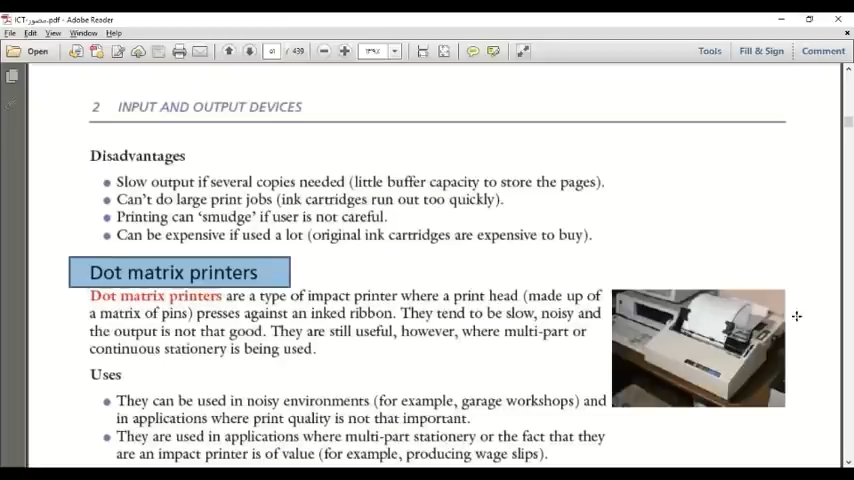 ICT-مصور.pdf - Adobe Reader
File Edit View Window Help
Open ٥١ / 439 Tools Fill & Sign Comment
2 INPUT AND OUTPUT DEVICES
Disadvantages
● Slow output if several copies needed (little buffer capacity to store the pages).
● Can’t do large print jobs (ink cartridges run out too quickly).
● Printing can ‘smudge’ if user is not careful.
● Can be expensive if used a lot (original ink cartridges are expensive to buy).
Dot matrix printers
Dot matrix printers are a type of impact printer where a print head (made up of
a matrix of pins) presses against an inked ribbon. They tend to be slow, noisy and
the output is not that good. They are still useful, however, where multi-part or
continuous stationery is being used.
Uses
● They can be used in noisy environments (for example, garage workshops) and
in applications where print quality is not that important.
● They are used in applications where multi-part stationery or the fact that they
are an impact printer is of value (for example, producing wage slips).